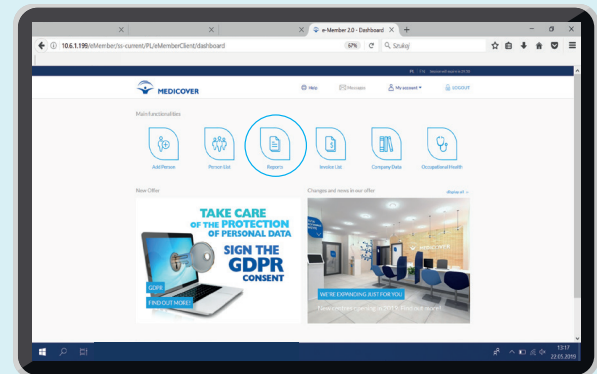 e-Member 2.0 - Dashboard
10.6.1.199/eMember/ss-current/PL/eMemberClient/dashboard
67%
Szukaj
MEDICOVER
Help
Messages
My account
LOGOUT
Main functionalities
Add Person
Person List
Reports
Invoice List
Company Data
Occupational Health
New Offer
Changes and news in our offer
TAKE CARE
OF THE PROTECTION
OF PERSONAL DATA
SIGN THE
GDPR
CONSENT
GDPR
FIND OUT MORE!
WE'RE EXPANDING JUST FOR YOU
13:17
22.05.2019